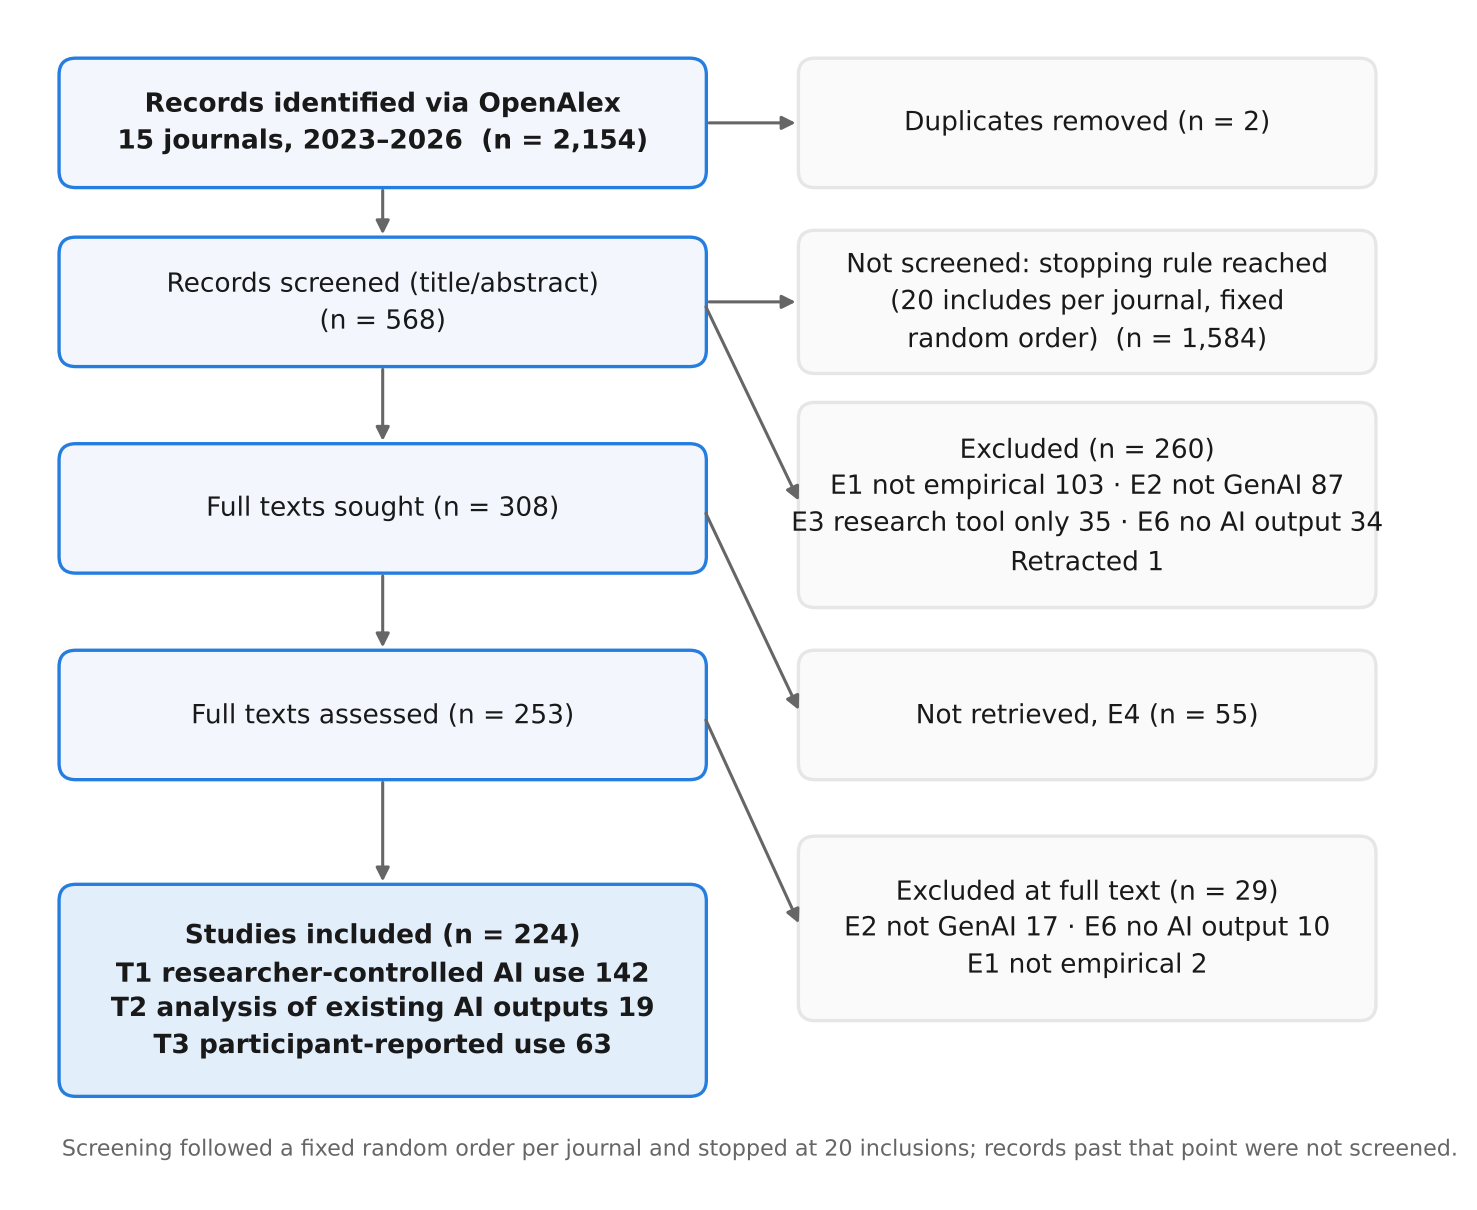 Records identified via OpenAlex
15 journals, 2023–2026  (n = 2,154)
Duplicates removed (n = 2)
Records screened (title/abstract)
(n = 568)
Not screened: stopping rule reached
(20 includes per journal, fixed
random order)  (n = 1,584)
Excluded (n = 260)
E1 not empirical 103 · E2 not GenAI 87
E3 research tool only 35 · E6 no AI output 34
Retracted 1
Full texts sought (n = 308)
Not retrieved, E4 (n = 55)
Full texts assessed (n = 253)
Excluded at full text (n = 29)
E2 not GenAI 17 · E6 no AI output 10
E1 not empirical 2
Studies included (n = 224)
T1 researcher-controlled AI use 142
T2 analysis of existing AI outputs 19
T3 participant-reported use 63
Screening followed a fixed random order per journal and stopped at 20 inclusions; records past that point were not screened.